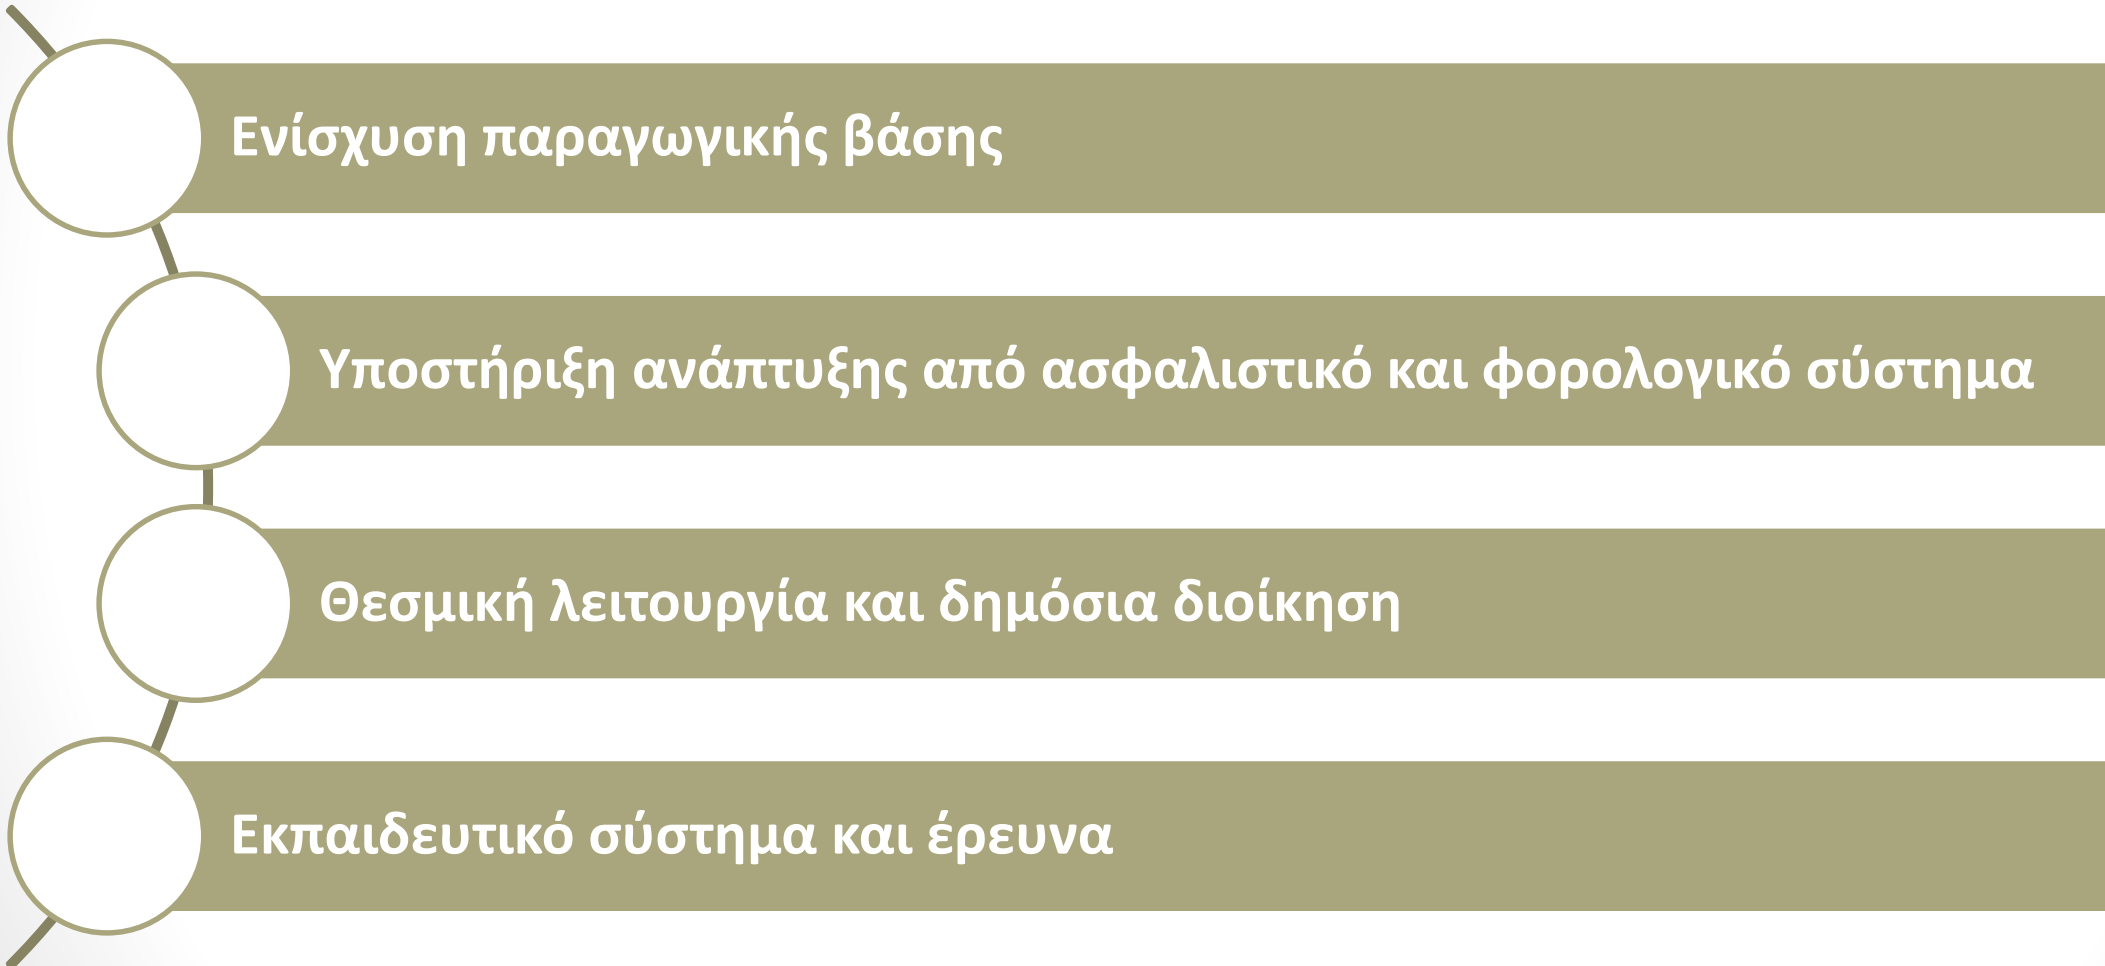 Ενίσχυση παραγωγικής βάσης
Υποστήριξη ανάπτυξης από ασφαλιστικό και φορολογικό σύστημα
Θεσμική λειτουργία και δημόσια διοίκηση
Εκπαιδευτικό σύστημα και έρευνα